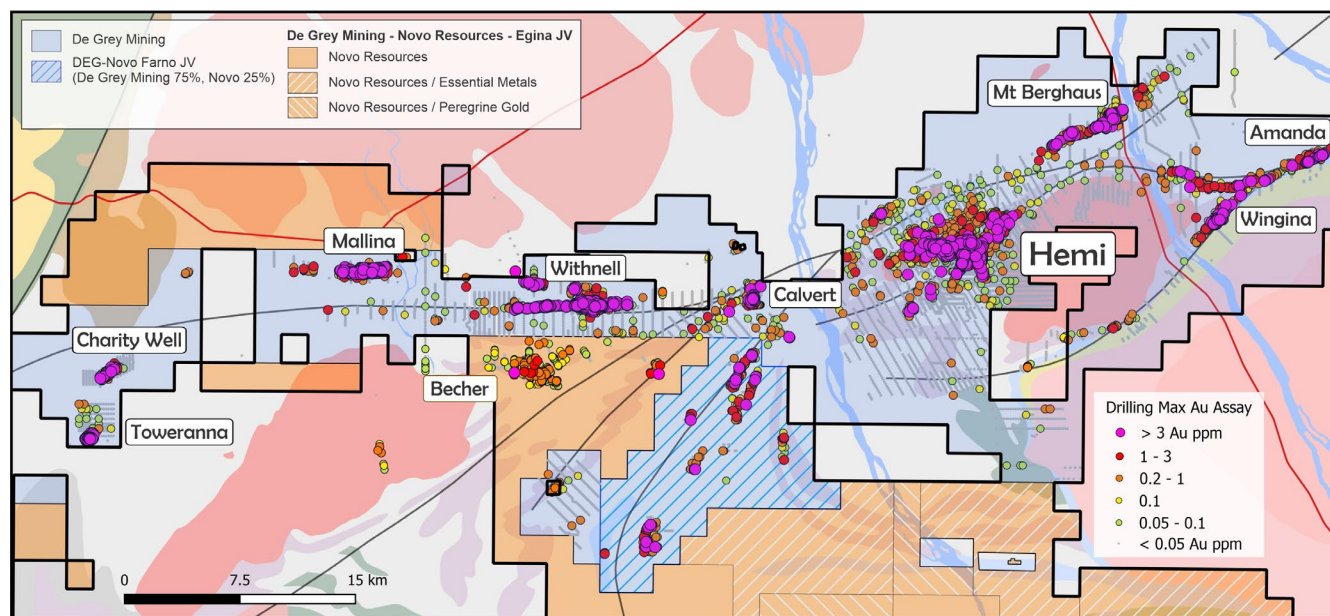 De Grey Mining
DEG-Novo Farno JV
(De Grey Mining 75%, Novo 25%)
De Grey Mining - Novo Resources - Egina JV
Novo Resources
Novo Resources / Essential Metals
Novo Resources / Peregrine Gold
Mt Berghaus
Amanda
Wingina
Hemi
Mallina
Withnell
Calvert
Charity Well
Becher
Toweranna
Drilling Max Au Assay
> 3 Au ppm
1 - 3
0.2 - 1
0.1
0.05 - 0.1
< 0.05 Au ppm
0 7.5 15 km